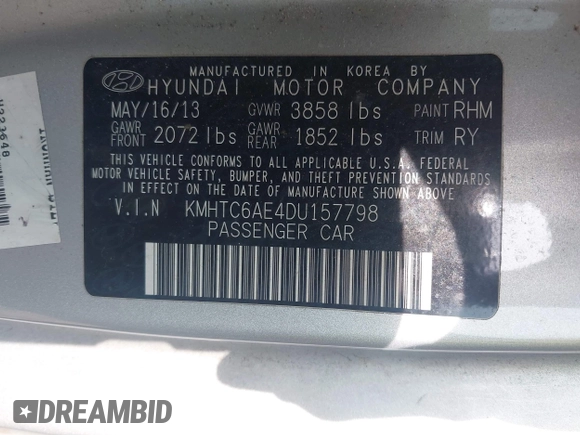 MANUFACTURED IN KOREA BY
HYUNDAI MOTOR COMPANY
MAY/16/13 GVWR 3858 lbs PAINT RHM
GAWR FRONT 2072 lbs GAWR REAR 1852 lbs TRIM RY
THIS VEHICLE CONFORMS TO ALL APPLICABLE U.S.A. FEDERAL
MOTOR VEHICLE SAFETY, BUMPER, AND THEFT PREVENTION STANDARDS
IN EFFECT ON THE DATE OF MANUFACTURE SHOWN ABOVE
V.I.N KMHTC6AE4DU157798
PASSENGER CAR
DREAMBID